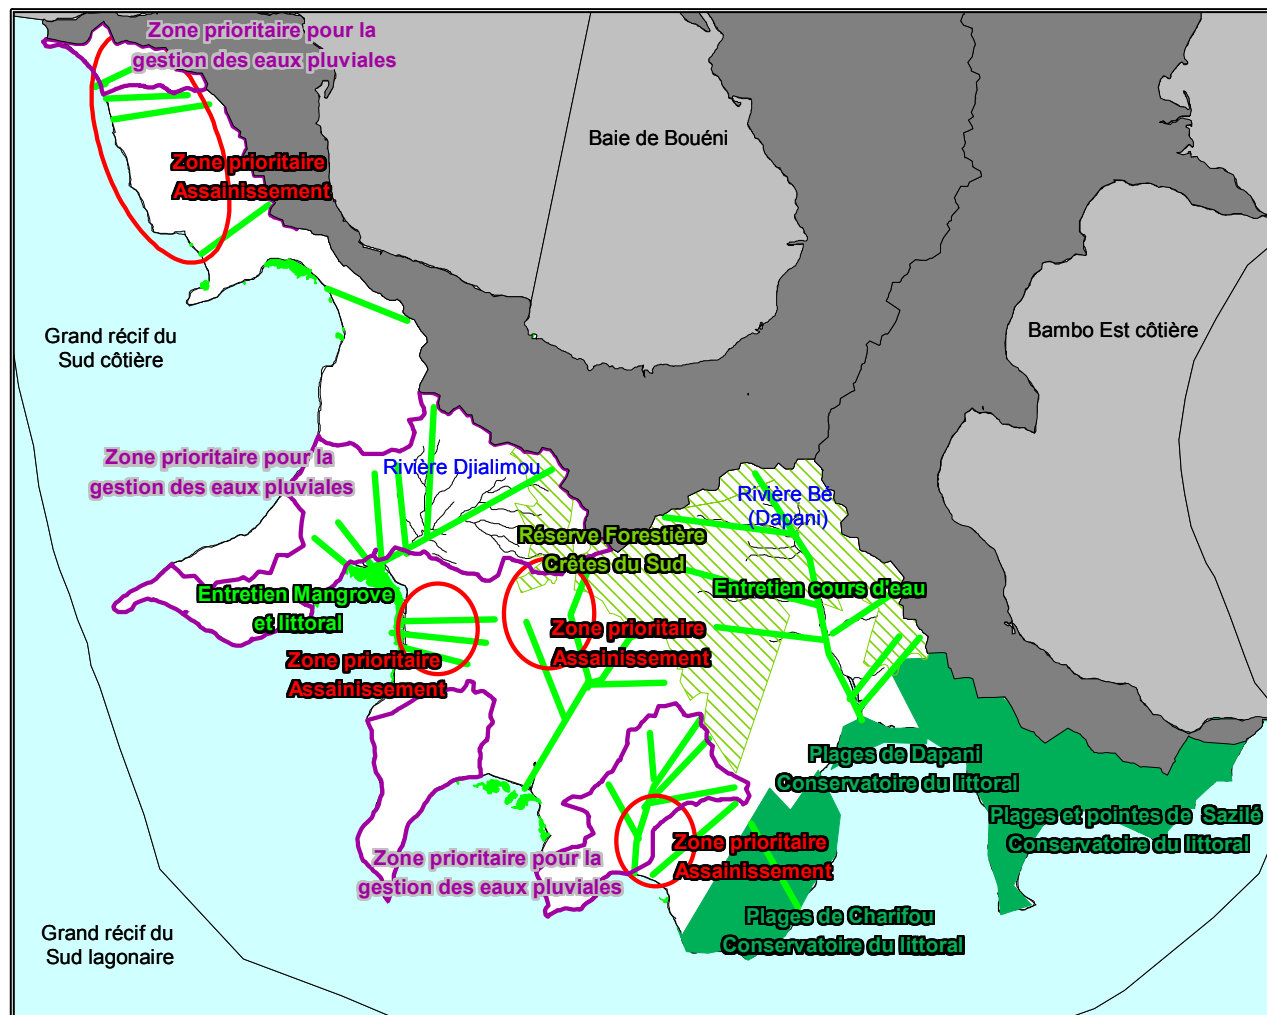 Zone prioritaire pour la
gestion des eaux pluviales
Baie de Bouéni
Zone prioritaire
Assainissement
Grand récif du
Sud côtière
Bambo Est côtière
Zone prioritaire pour la
gestion des eaux pluviales
Rivière Djialimou
Rivière Bé
(Dapani)
Réserve Forestière
Crêtes du Sud
Entretien Mangrove
et littoral
Entretien cours d'eau
Zone prioritaire
Assainissement
Zone prioritaire
Assainissement
Plages de Dapani
Conservatoire du littoral
Plages et pointes de Sazilé
Conservatoire du littoral
Zone prioritaire
Assainissement
Zone prioritaire pour la
gestion des eaux pluviales
Plages de Charifou
Conservatoire du littoral
Grand récif du
Sud lagonaire